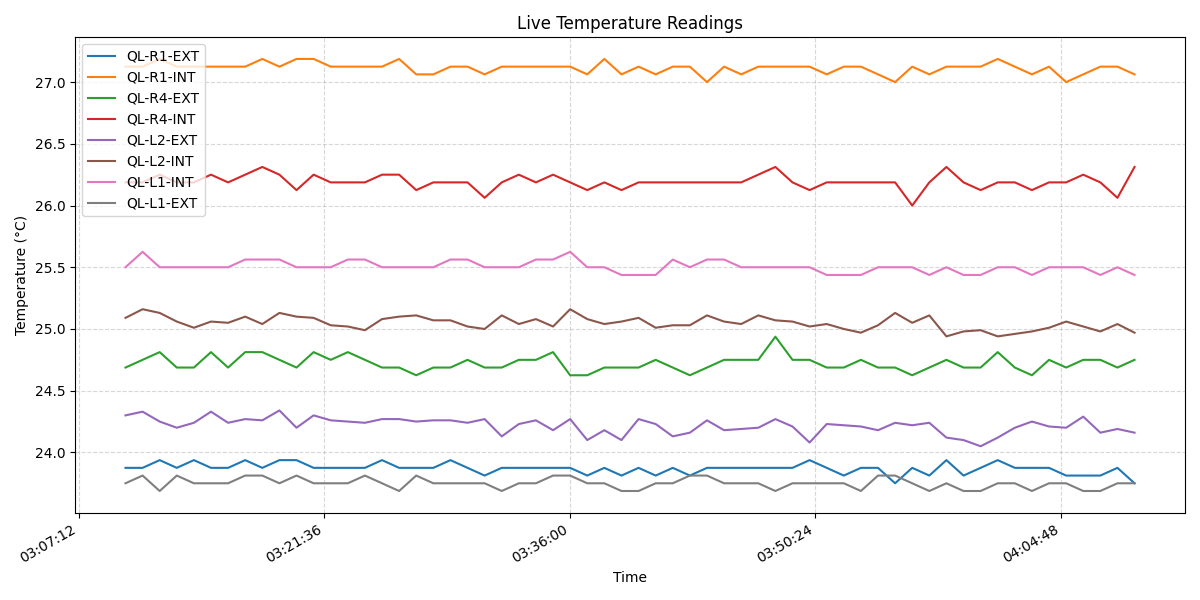 Live Temperature Readings
QL-R1-EXT
QL-R1-INT
QL-R4-EXT
QL-R4-INT
QL-L2-EXT
QL-L2-INT
QL-L1-INT
QL-L1-EXT
Temperature (°C)
27.0
26.5
26.0
25.5
25.0
24.5
24.0
03:07:12
03:21:36
03:36:00
03:50:24
04:04:48
Time